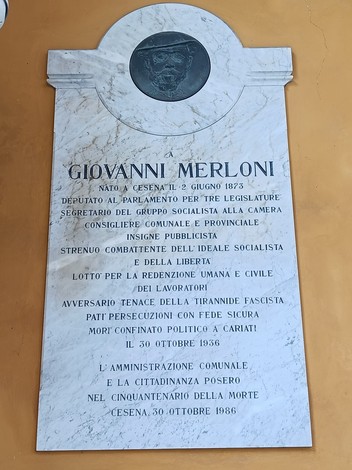 A
GIOVANNI MERLONI
NATO A CESENA IL 2 GIUGNO 1873
DEPUTATO AL PARLAMENTO PER TRE LEGISLATURE
SEGRETARIO DEL GRUPPO SOCIALISTA ALLA CAMERA
CONSIGLIERE COMUNALE E PROVINCIALE
INSIGNE PUBBLICISTA
STRENUO COMBATTENTE DELL'IDEALE SOCIALISTA
E DELLA LIBERTÀ
LOTTÒ PER LA REDENZIONE UMANA E CIVILE
DEI LAVORATORI
AVVERSARIO TENACE DELLA TIRANNIDE FASCISTA
PATÌ PERSECUZIONI CON FEDE SICURA
MORÌ CONFINATO POLITICO A CARIATI
IL 30 OTTOBRE 1936
L'AMMINISTRAZIONE COMUNALE
E LA CITTADINANZA POSERO
NEL CINQUANTENARIO DELLA MORTE
CESENA, 30 OTTOBRE 1986